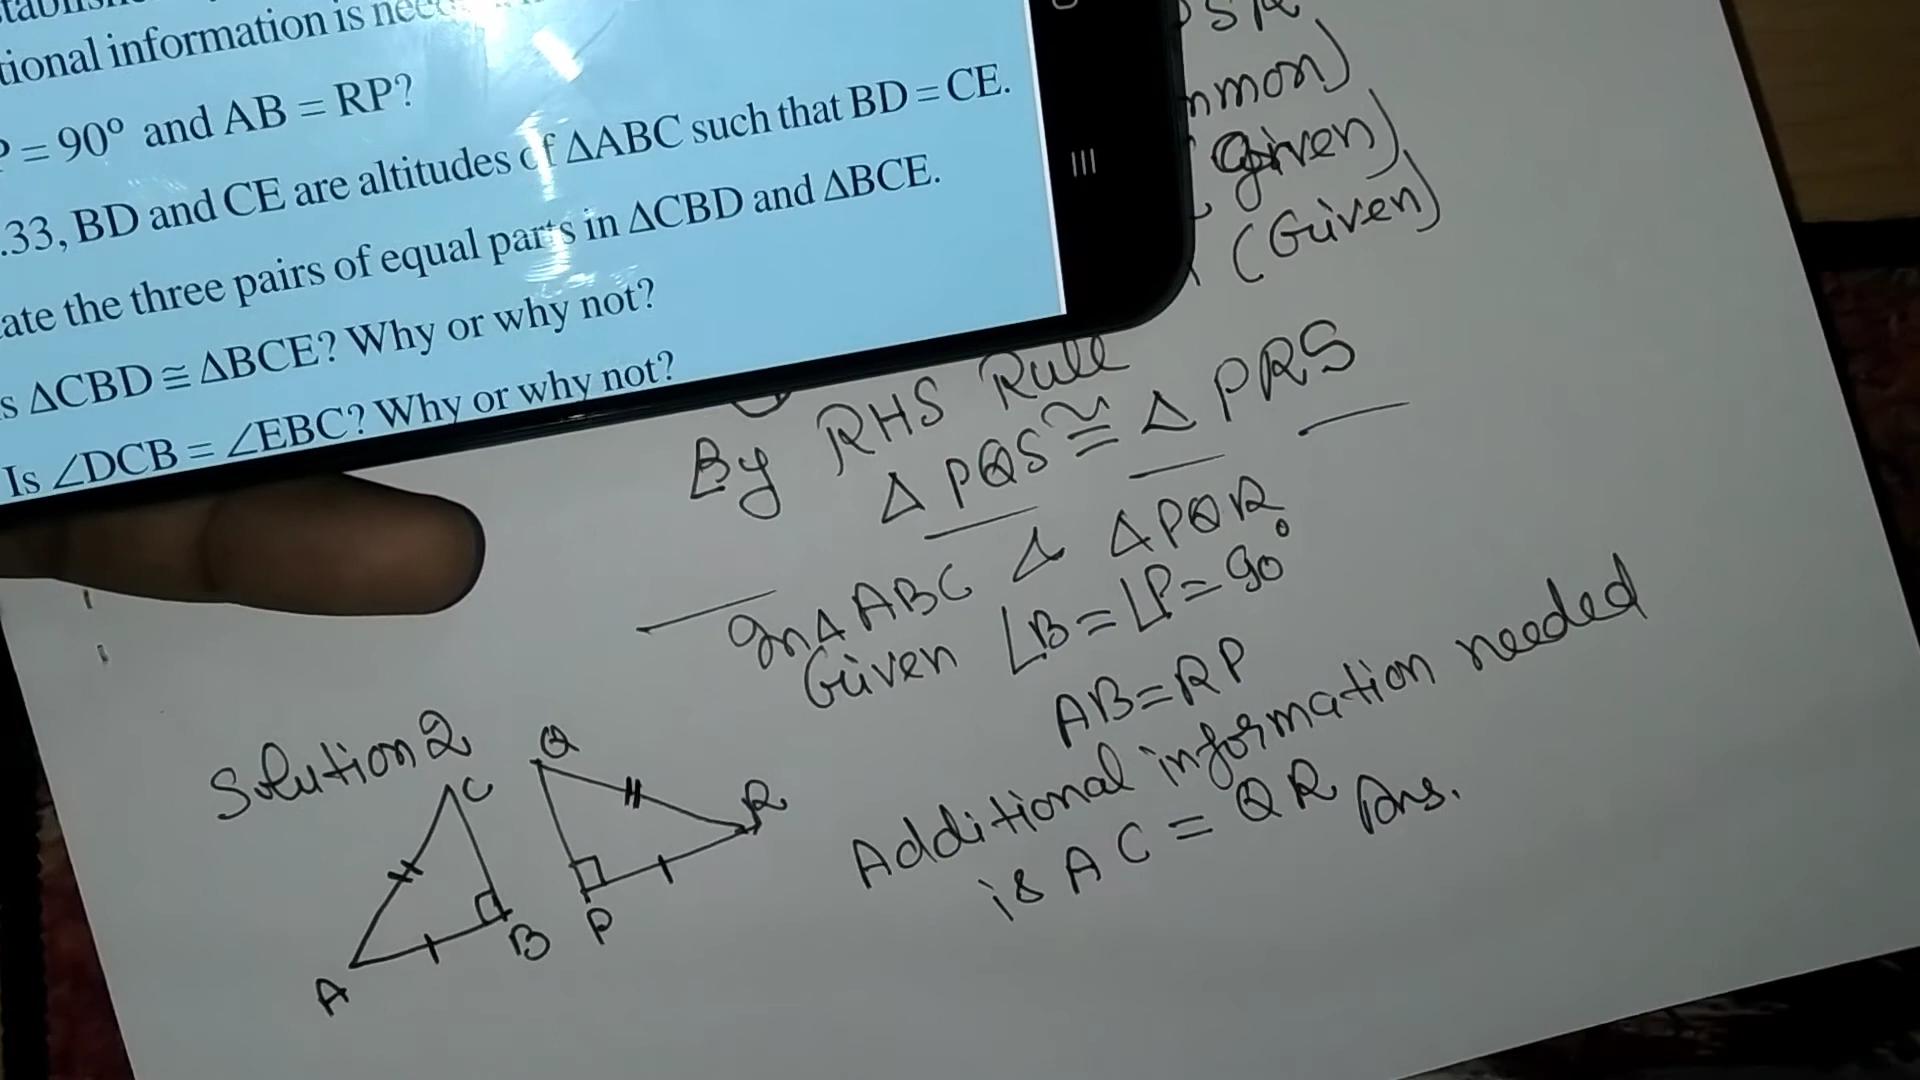 tional information is
= 90° and AB = RP?
.33, BD and CE are altitudes of ΔABC such that BD = CE.
ate the three pairs of equal parts in ΔCBD and ΔBCE.
s ΔCBD ≅ ΔBCE? Why or why not?
Is ∠DCB = ∠EBC? Why or why not?
mmon)
given)
(Given)
By RHS Rule
Δ PQS ≅ Δ PRS
In Δ ABC Δ Δ PQR
Given ∠B = ∠P = 90°
AB = RP
Additional information needed
is AC = QR Ans.
Solution 2
A
B
C
Q
P
R